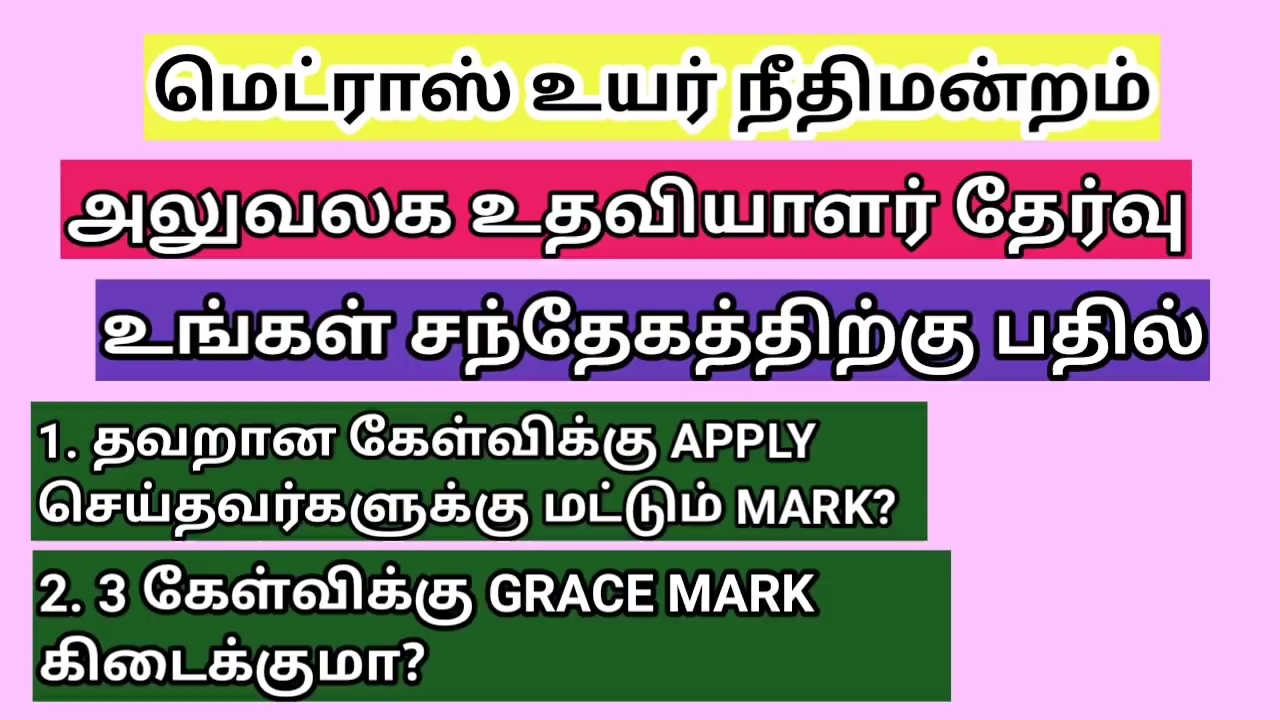 மெட்ராஸ் உயர் நீதிமன்றம்
அலுவலக உதவியாளர் தேர்வு
உங்கள் சந்தேகத்திற்கு பதில்
1. தவறான கேள்விக்கு APPLY
செய்தவர்களுக்கு மட்டும் MARK?
2. 3 கேள்விக்கு GRACE MARK
கிடைக்குமா?